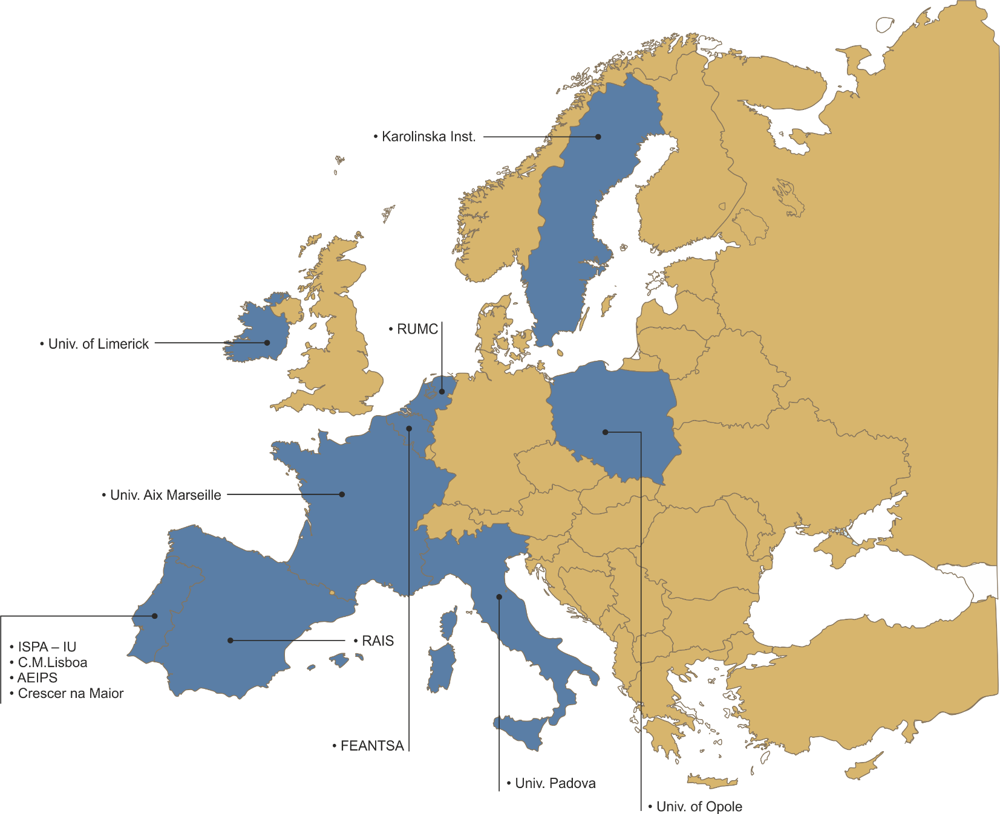 • Karolinska Inst.
• RUMC
• Univ. of Limerick
• Univ. Aix Marseille
• RAIS
• ISPA – IU
• C.M.Lisboa
• AEIPS
• Crescer na Maior
• FEANTSA
• Univ. Padova
• Univ. of Opole